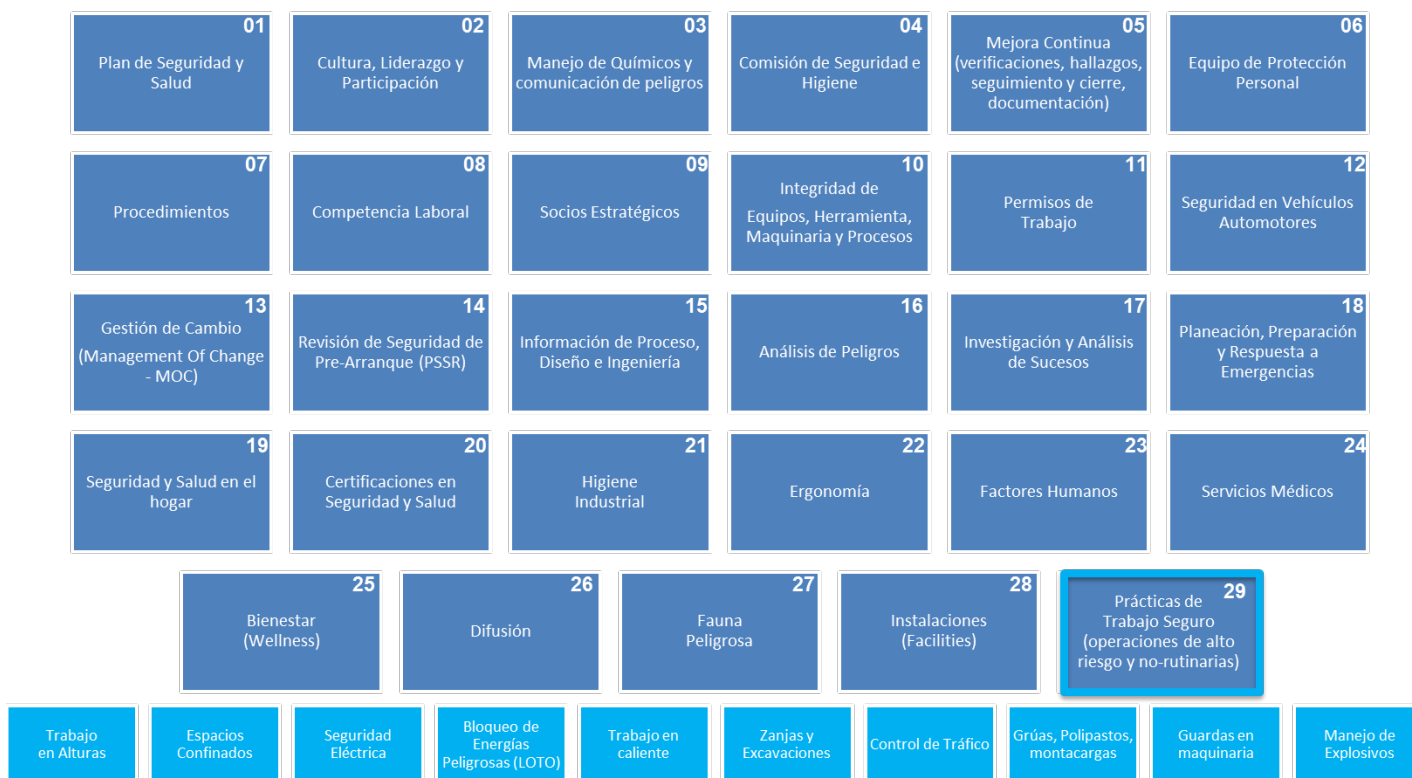 01
Plan de Seguridad y
Salud
02
Cultura, Liderazgo y
Participación
03
Manejo de Químicos y
comunicación de peligros
04
Comisión de Seguridad e
Higiene
05
Mejora Continua
(verificaciones, hallazgos,
seguimiento y cierre,
documentación)
06
Equipo de Protección
Personal
07
Procedimientos
08
Competencia Laboral
09
Socios Estratégicos
10
Integridad de
Equipos, Herramienta,
Maquinaria y Procesos
11
Permisos de
Trabajo
12
Seguridad en Vehículos
Automotores
13
Gestión de Cambio
(Management Of Change
- MOC)
14
Revisión de Seguridad de
Pre-Arranque (PSSR)
15
Información de Proceso,
Diseño e Ingeniería
16
Análisis de Peligros
17
Investigación y Análisis
de Sucesos
18
Planeación, Preparación
y Respuesta a
Emergencias
19
Seguridad y Salud en el
hogar
20
Certificaciones en
Seguridad y Salud
21
Higiene
Industrial
22
Ergonomía
23
Factores Humanos
24
Servicios Médicos
25
Bienestar
(Wellness)
26
Difusión
27
Fauna
Peligrosa
28
Instalaciones
(Facilities)
29
Prácticas de
Trabajo Seguro
(operaciones de alto
riesgo y no-rutinarias)
Trabajo
en Alturas
Espacios
Confinados
Seguridad
Eléctrica
Bloqueo de
Energías
Peligrosas (LOTO)
Trabajo en
caliente
Zanjas y
Excavaciones
Control de Tráfico
Grúas, Polipastos,
montacargas
Guardas en
maquinaria
Manejo de
Explosivos